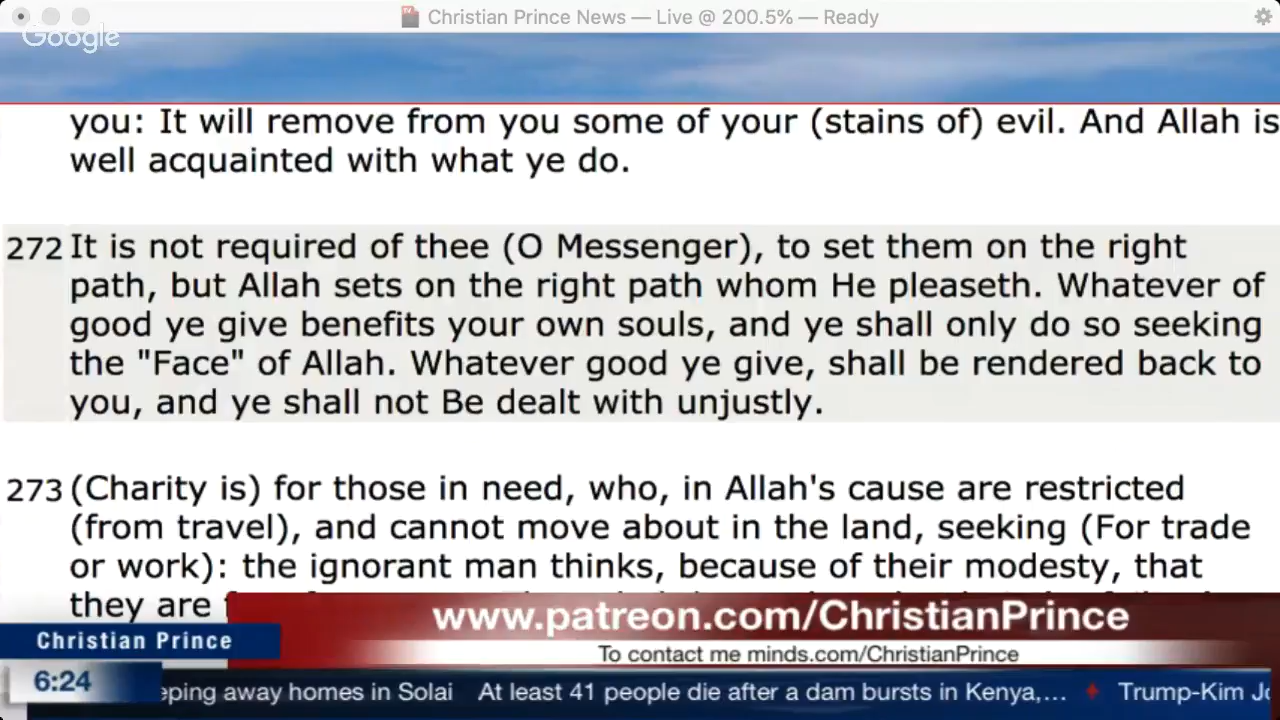 Christian Prince News — Live @ 200.5% — Ready
Google
you: It will remove from you some of your (stains of) evil. And Allah is
well acquainted with what ye do.
272 It is not required of thee (O Messenger), to set them on the right
path, but Allah sets on the right path whom He pleaseth. Whatever of
good ye give benefits your own souls, and ye shall only do so seeking
the "Face" of Allah. Whatever good ye give, shall be rendered back to
you, and ye shall not Be dealt with unjustly.
273 (Charity is) for those in need, who, in Allah's cause are restricted
(from travel), and cannot move about in the land, seeking (For trade
or work): the ignorant man thinks, because of their modesty, that
they are
www.patreon.com/ChristianPrince
Christian Prince
To contact me minds.com/ChristianPrince
6:24
eping away homes in Solai At least 41 people die after a dam bursts in Kenya,... Trump-Kim